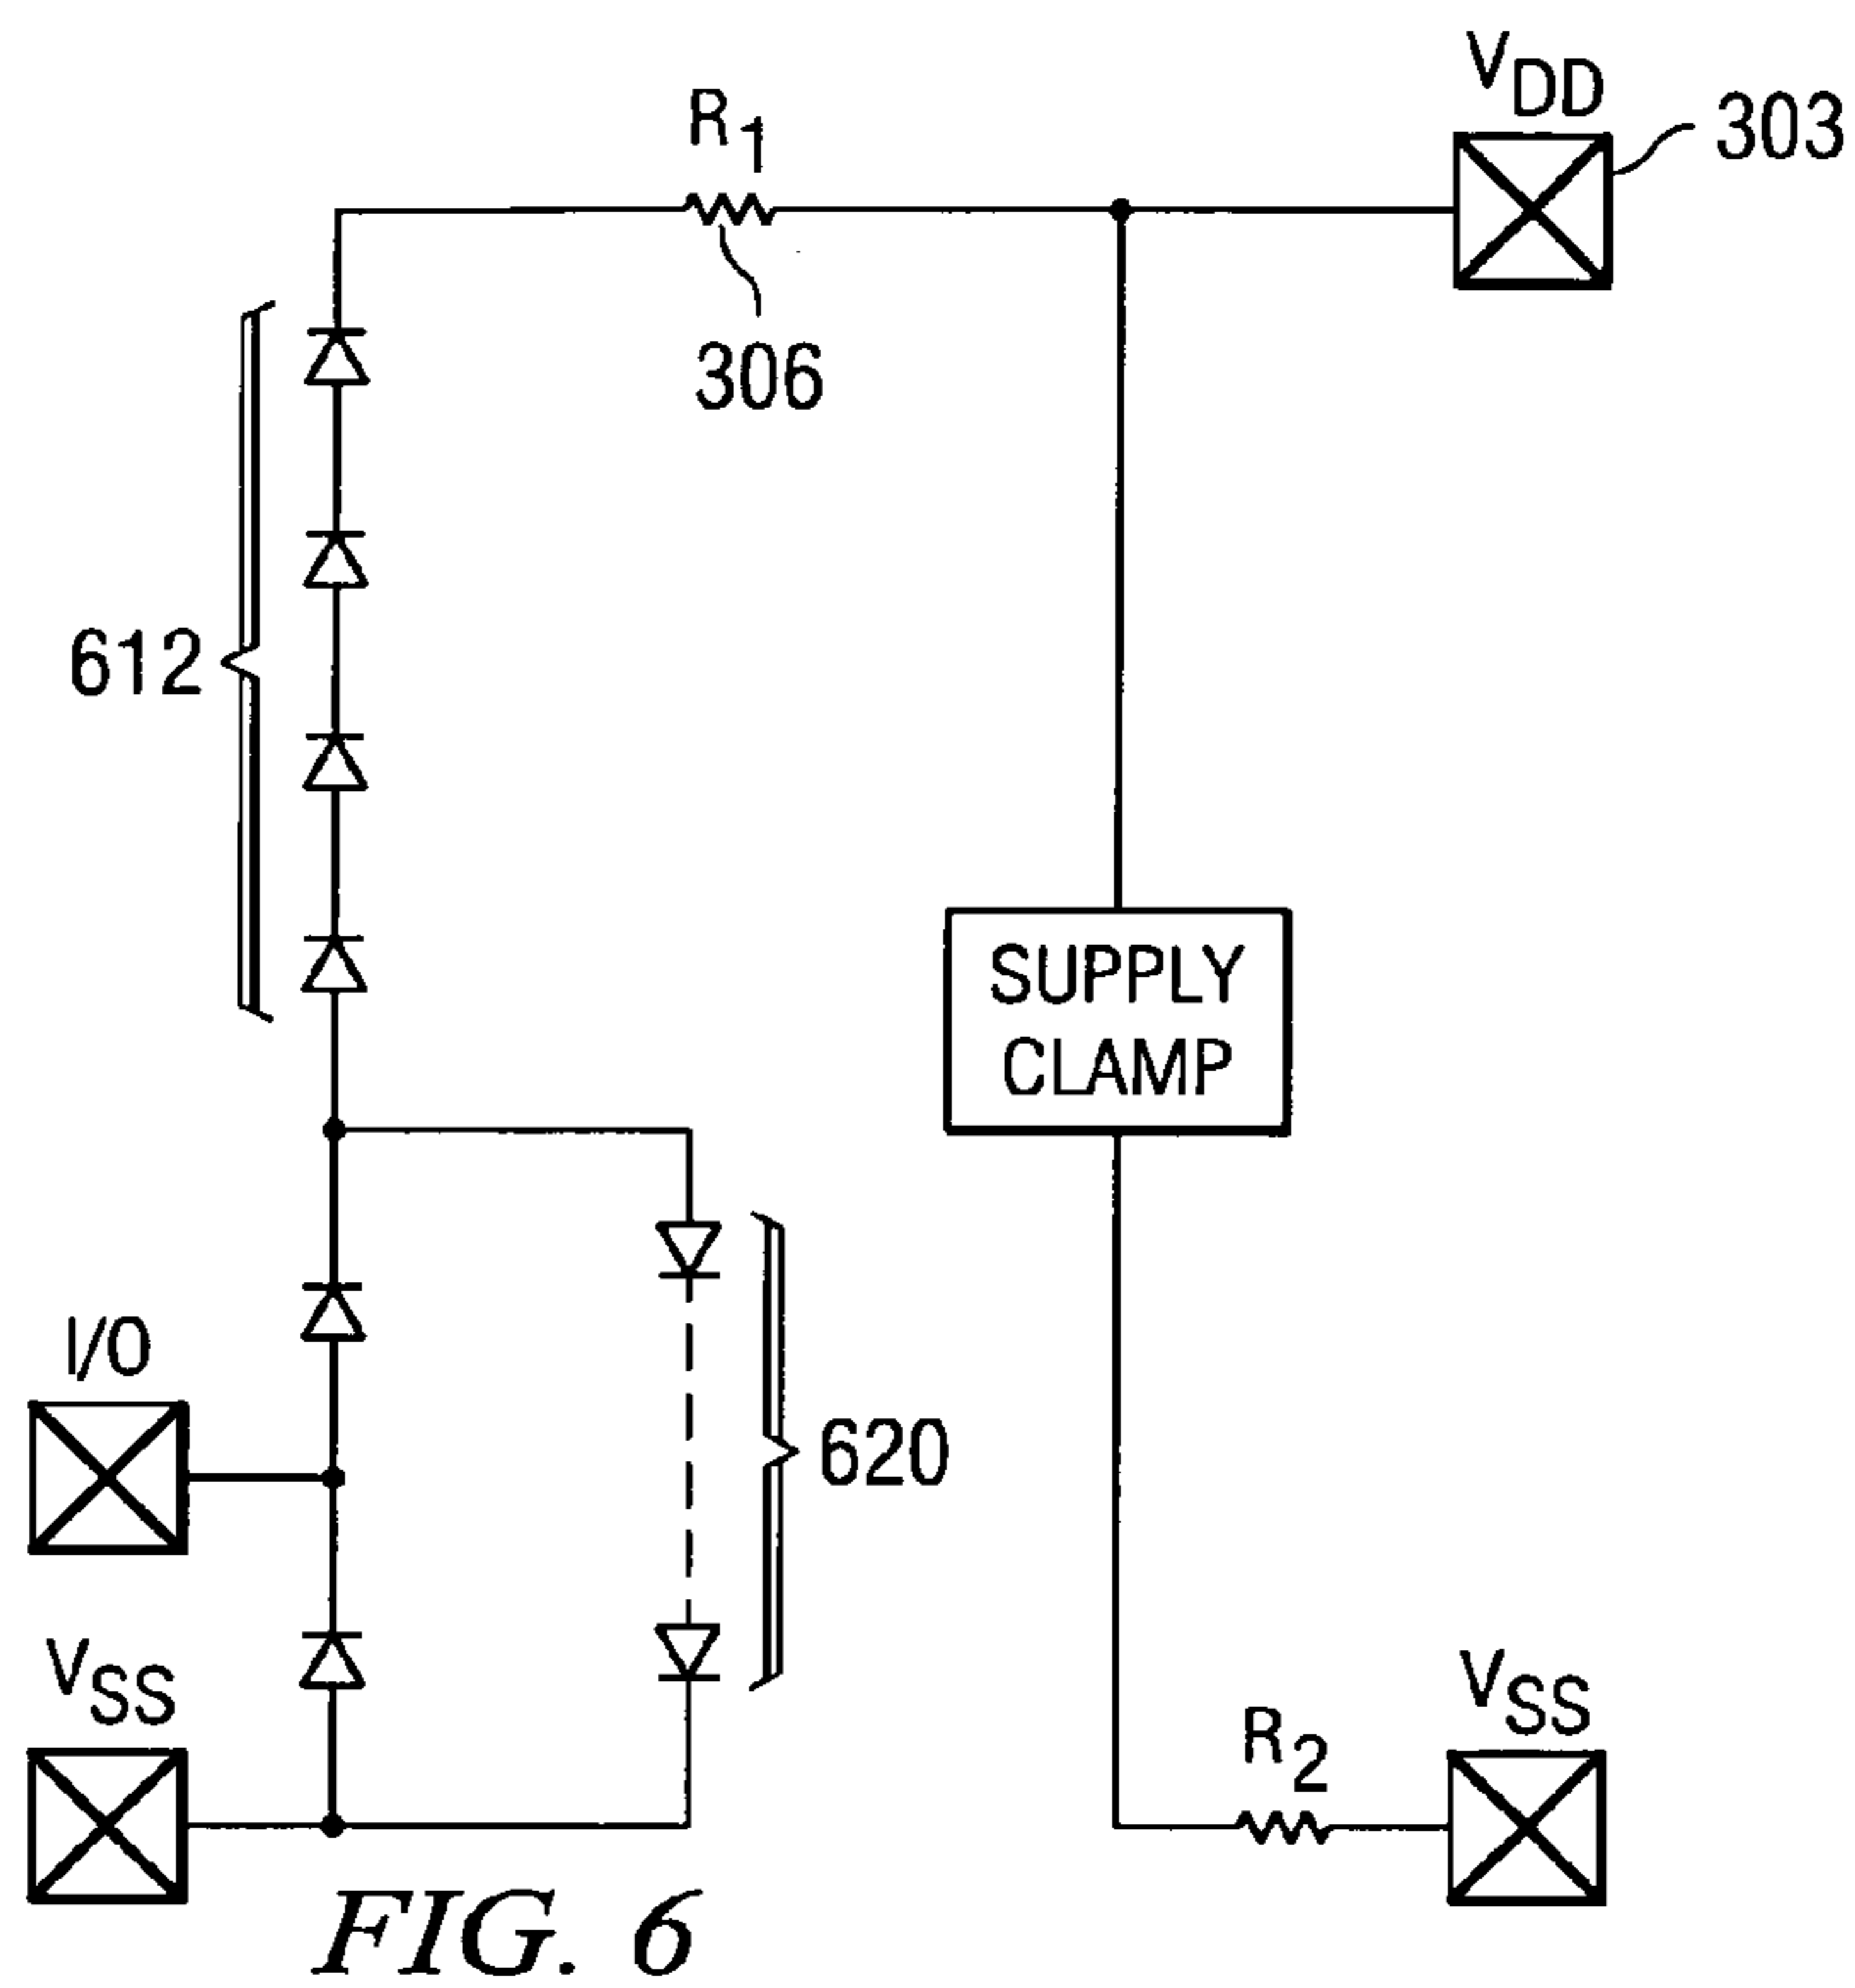 VDD
303
R1
306
612
SUPPLY
CLAMP
I/O
620
VSS
R2
VSS
FIG. 6